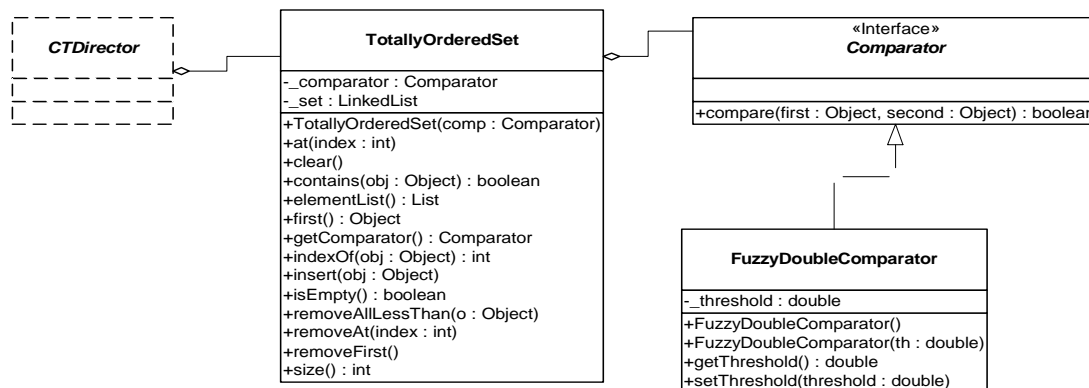 CTDirector
TotallyOrderedSet
-_comparator : Comparator
-_set : LinkedList
+TotallyOrderedSet(comp : Comparator)
+at(index : int)
+clear()
+contains(obj : Object) : boolean
+elementList() : List
+first() : Object
+getComparator() : Comparator
+indexOf(obj : Object) : int
+insert(obj : Object)
+isEmpty() : boolean
+removeAllLessThan(o : Object)
+removeAt(index : int)
+removeFirst()
+size() : int
«Interface»
Comparator
+compare(first : Object, second : Object) : boolean
FuzzyDoubleComparator
-_threshold : double
+FuzzyDoubleComparator()
+FuzzyDoubleComparator(th : double)
+getThreshold() : double
+setThreshold(threshold : double)